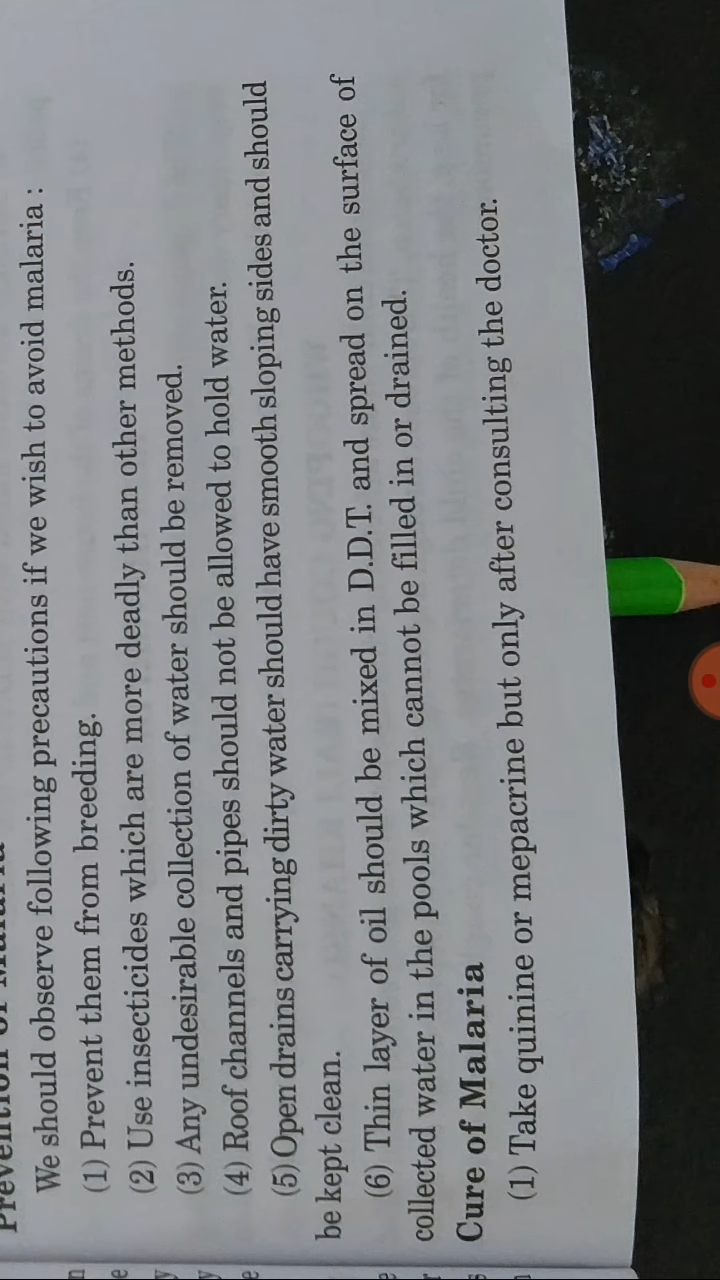 Prevention of Malaria
We should observe following precautions if we wish to avoid malaria :
(1) Prevent them from breeding.
(2) Use insecticides which are more deadly than other methods.
(3) Any undesirable collection of water should be removed.
(4) Roof channels and pipes should not be allowed to hold water.
(5) Open drains carrying dirty water should have smooth sloping sides and should
be kept clean.
(6) Thin layer of oil should be mixed in D.D.T. and spread on the surface of
collected water in the pools which cannot be filled in or drained.
Cure of Malaria
(1) Take quinine or mepacrine but only after consulting the doctor.